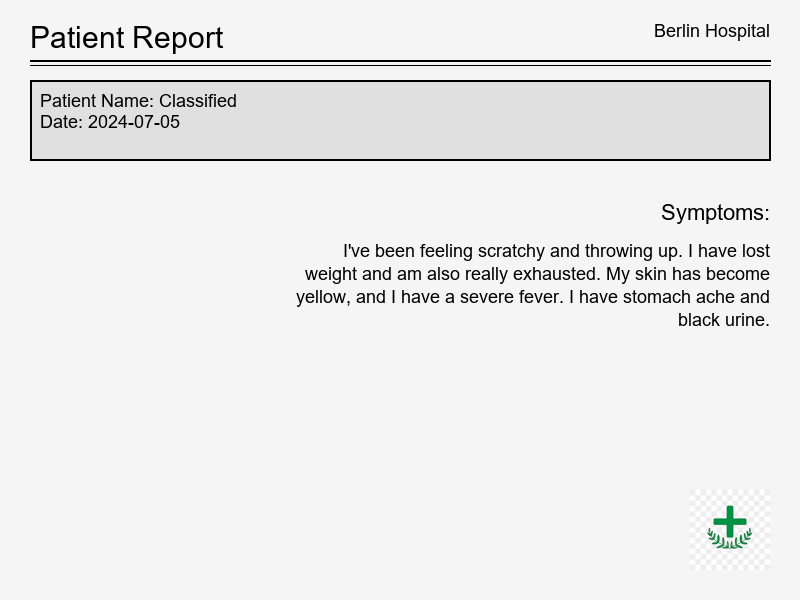 Patient Report
Berlin Hospital
Patient Name: Classified
Date: 2024-07-05
Symptoms:
I've been feeling scratchy and throwing up. I have lost
weight and am also really exhausted. My skin has become
yellow, and I have a severe fever. I have stomach ache and
black urine.